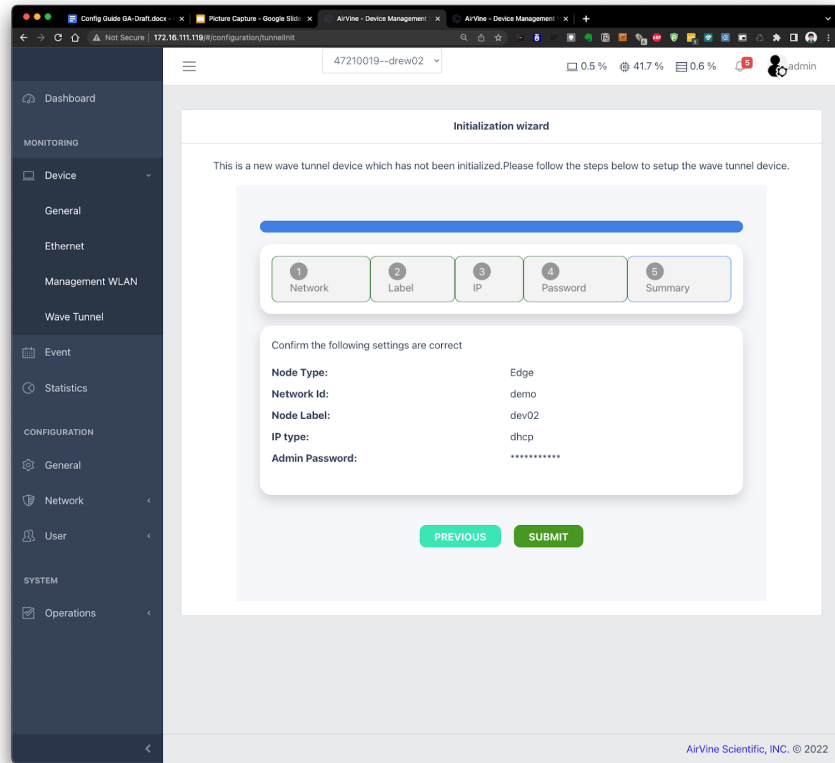 Config Guide GA-Draft.docx -
Picture Capture - Google Slide
AirVine - Device Management
AirVine - Device Management
Not Secure | 172.16.111.119/#/configuration/tunnelInit
47210019--drew02
0.5 %
41.7 %
0.6 %
5
admin
Dashboard
MONITORING
Device
General
Ethernet
Management WLAN
Wave Tunnel
Event
Statistics
CONFIGURATION
General
Network
User
SYSTEM
Operations
Initialization wizard
This is a new wave tunnel device which has not been initialized.Please follow the steps below to setup the wave tunnel device.
1 Network
2 Label
3 IP
4 Password
5 Summary
Confirm the following settings are correct
Node Type: Edge
Network Id: demo
Node Label: dev02
IP type: dhcp
Admin Password: ***********
PREVIOUS
SUBMIT
AirVine Scientific, INC. © 2022